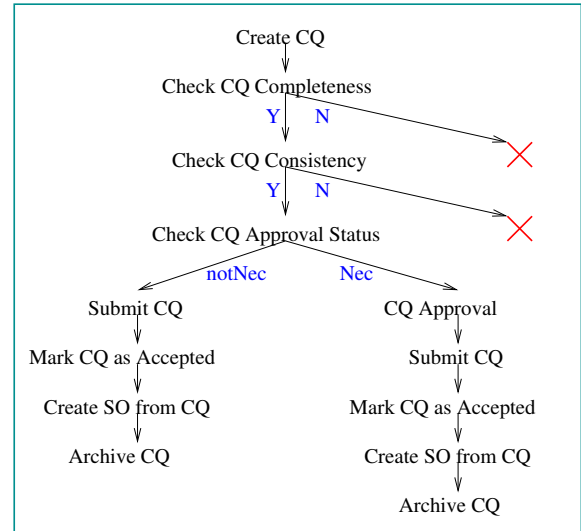 Create CQ
Check CQ Completeness
Y N
Check CQ Consistency
Y N
Check CQ Approval Status
notNec Nec
Submit CQ CQ Approval
Mark CQ as Accepted Submit CQ
Create SO from CQ Mark CQ as Accepted
Archive CQ Create SO from CQ
Archive CQ